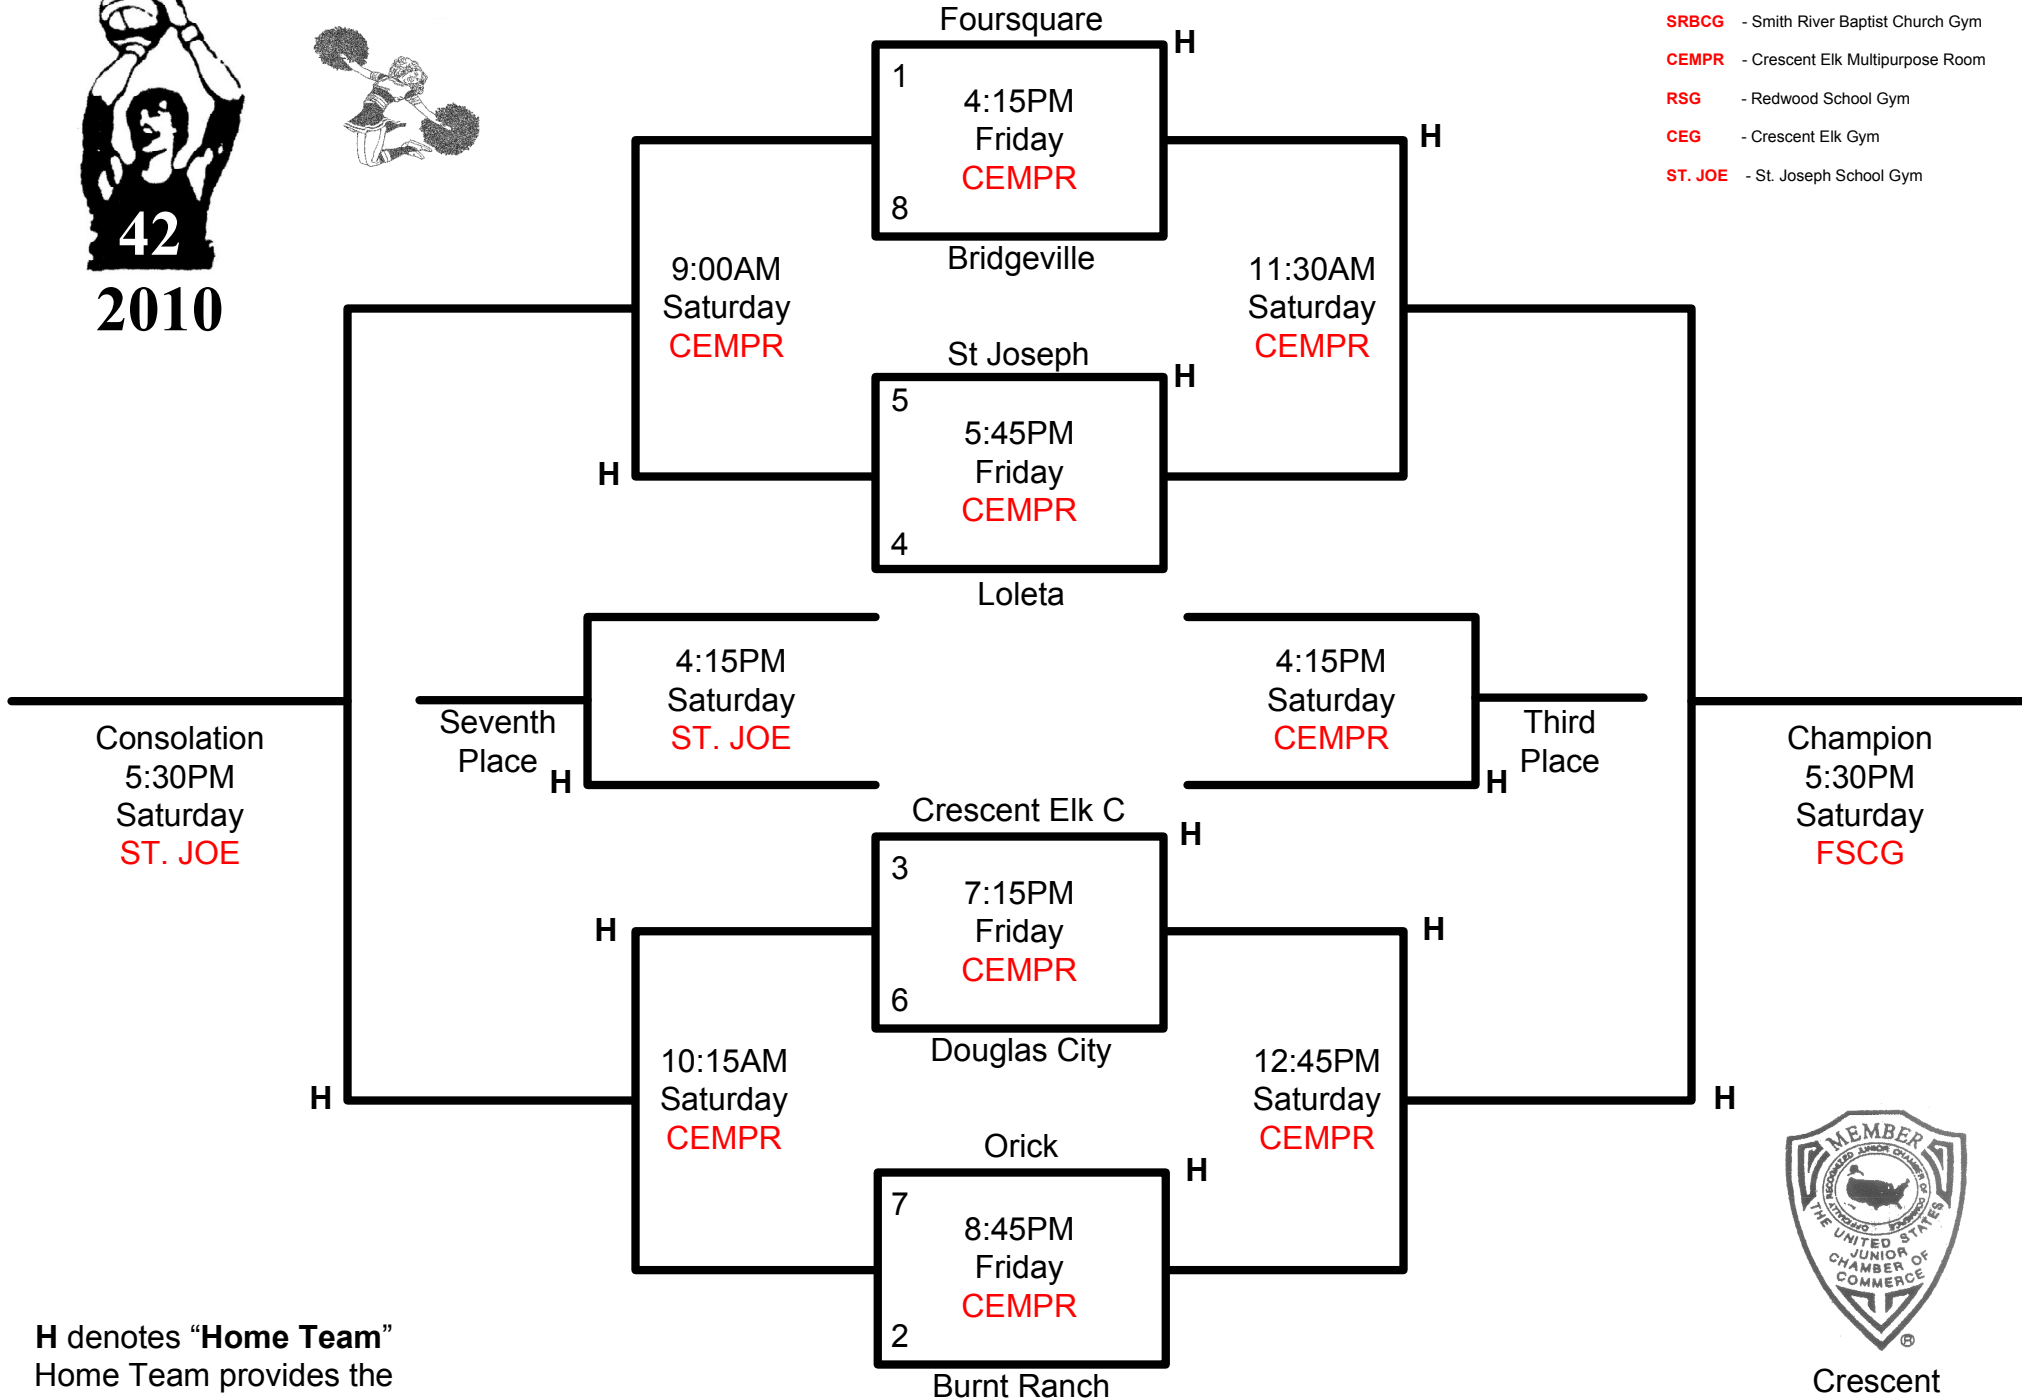 Foursquare
H
1
4:15PM
Friday
CEMPR
8
Bridgeville
SRBCG - Smith River Baptist Church Gym
CEMPR - Crescent Elk Multipurpose Room
RSG - Redwood School Gym
CEG - Crescent Elk Gym
ST. JOE - St. Joseph School Gym
42
2010
H
9:00AM
Saturday
CEMPR
11:30AM
Saturday
CEMPR
St Joseph
H
5
5:45PM
Friday
CEMPR
4
Loleta
H
4:15PM
Saturday
ST. JOE
Seventh
Place
H
4:15PM
Saturday
CEMPR
Third
Place
H
Consolation
5:30PM
Saturday
ST. JOE
Champion
5:30PM
Saturday
FSCG
Crescent Elk C
H
3
7:15PM
Friday
CEMPR
6
Douglas City
H
H
10:15AM
Saturday
CEMPR
12:45PM
Saturday
CEMPR
H
H
Orick
H
7
8:45PM
Friday
CEMPR
2
Burnt Ranch
MEMBER
OFFICIALLY RECOGNIZED JUNIOR CHAMBER OF COMMERCE
THE UNITED STATES
JUNIOR
CHAMBER OF
COMMERCE
®
Crescent
H denotes “Home Team”
Home Team provides the